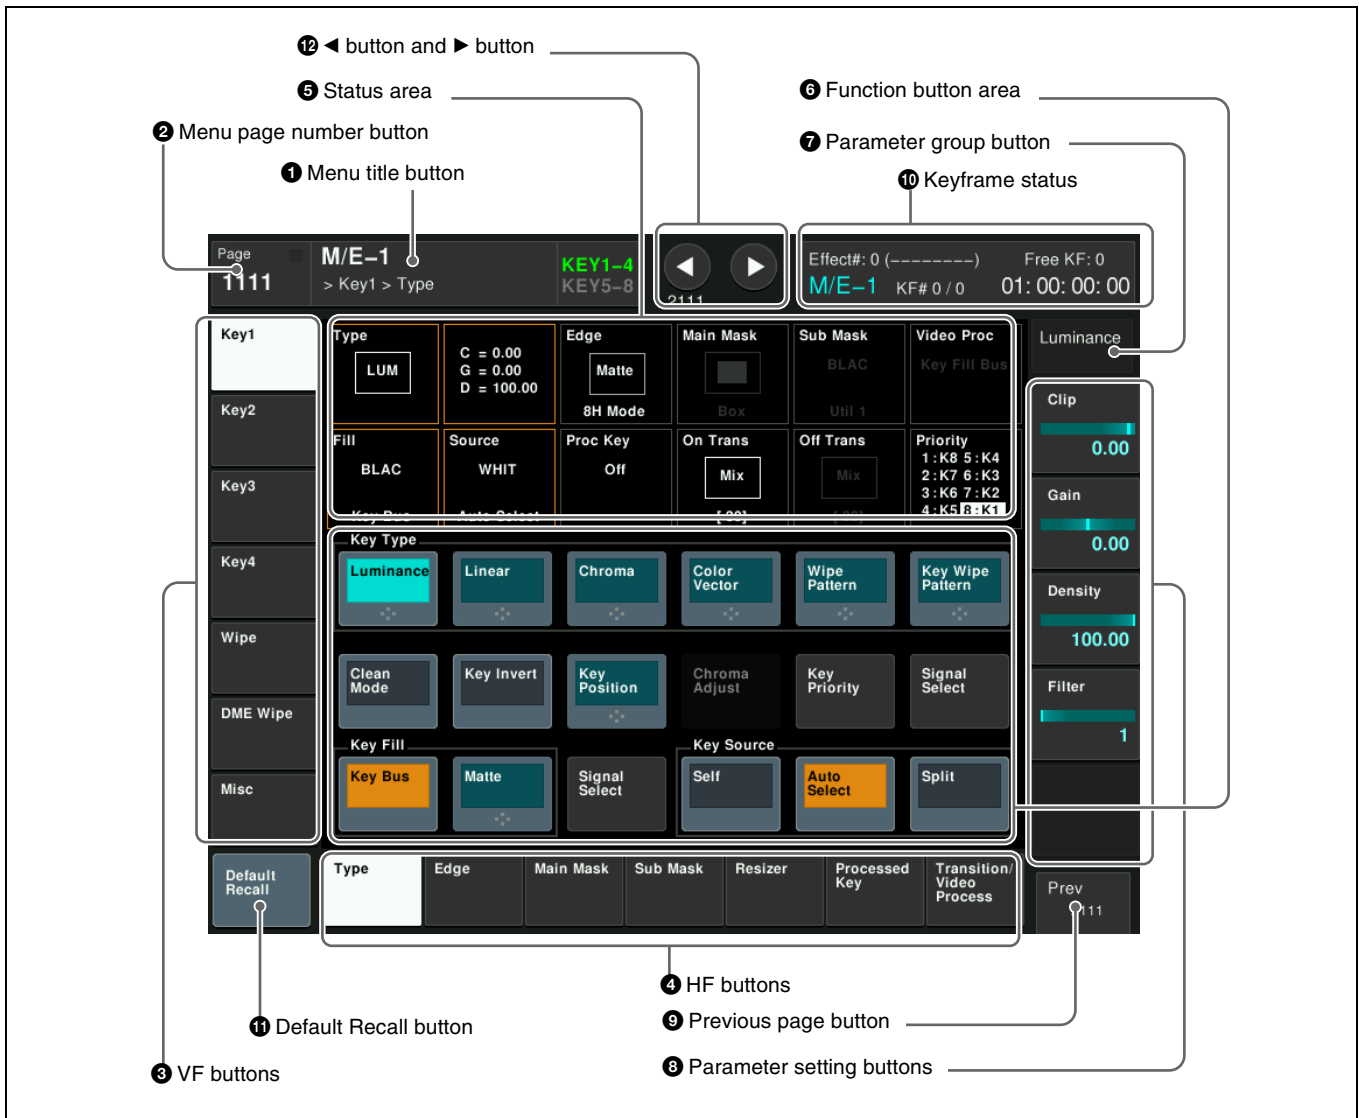 ⓬ ◀ button and ▶ button
❺ Status area
❻ Function button area
❷ Menu page number button
❼ Parameter group button
❶ Menu title button
❿ Keyframe status
Page
1111
M/E–1
> Key1 > Type
KEY1–4
KEY5–8
2111
Effect#: 0 (––––––––)
Free KF: 0
M/E–1
KF# 0 / 0
01: 00: 00: 00
Key1
Key2
Key3
Key4
Wipe
DME Wipe
Misc
Type
LUM
C = 0.00
G = 0.00
D = 100.00
Edge
Matte
8H Mode
Main Mask
Box
Sub Mask
BLAC
Util 1
Video Proc
Key Fill Bus
Fill
BLAC
Key Bus
Source
WHIT
Auto Select
Proc Key
Off
On Trans
Mix
Off Trans
Mix
Priority
1:K8 5:K4
2:K7 6:K3
3:K6 7:K2
4:K5 8:K1
Key Type
Luminance
Linear
Chroma
Color
Vector
Wipe
Pattern
Key Wipe
Pattern
Clean
Mode
Key Invert
Key
Position
Chroma
Adjust
Key
Priority
Signal
Select
Key Fill
Key Bus
Matte
Signal
Select
Key Source
Self
Auto
Select
Split
Luminance
Clip
0.00
Gain
0.00
Density
100.00
Filter
1
Default
Recall
Type
Edge
Main Mask
Sub Mask
Resizer
Processed
Key
Transition/
Video
Process
Prev
❹ HF buttons
⓫ Default Recall button
❾ Previous page button
❸ VF buttons
❽ Parameter setting buttons